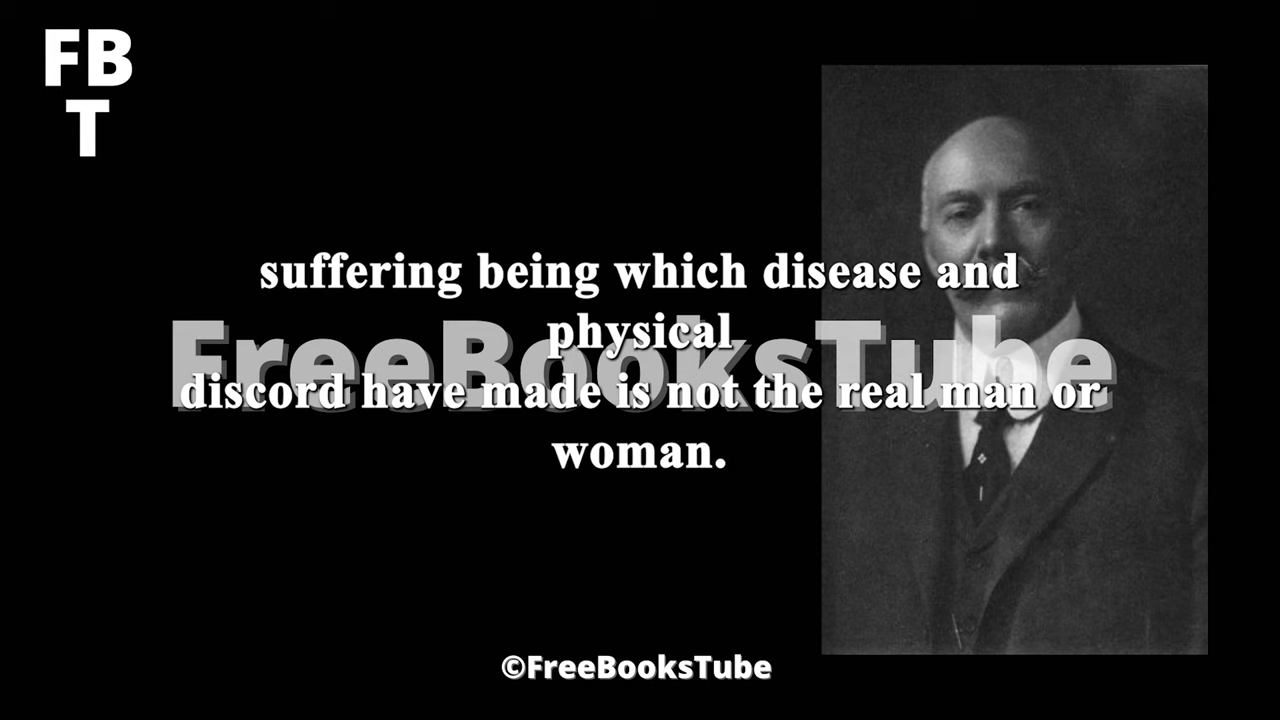 FB
T
suffering being which disease and
physical
FreeBooksTube
discord have made is not the real man or
woman.
©FreeBooksTube